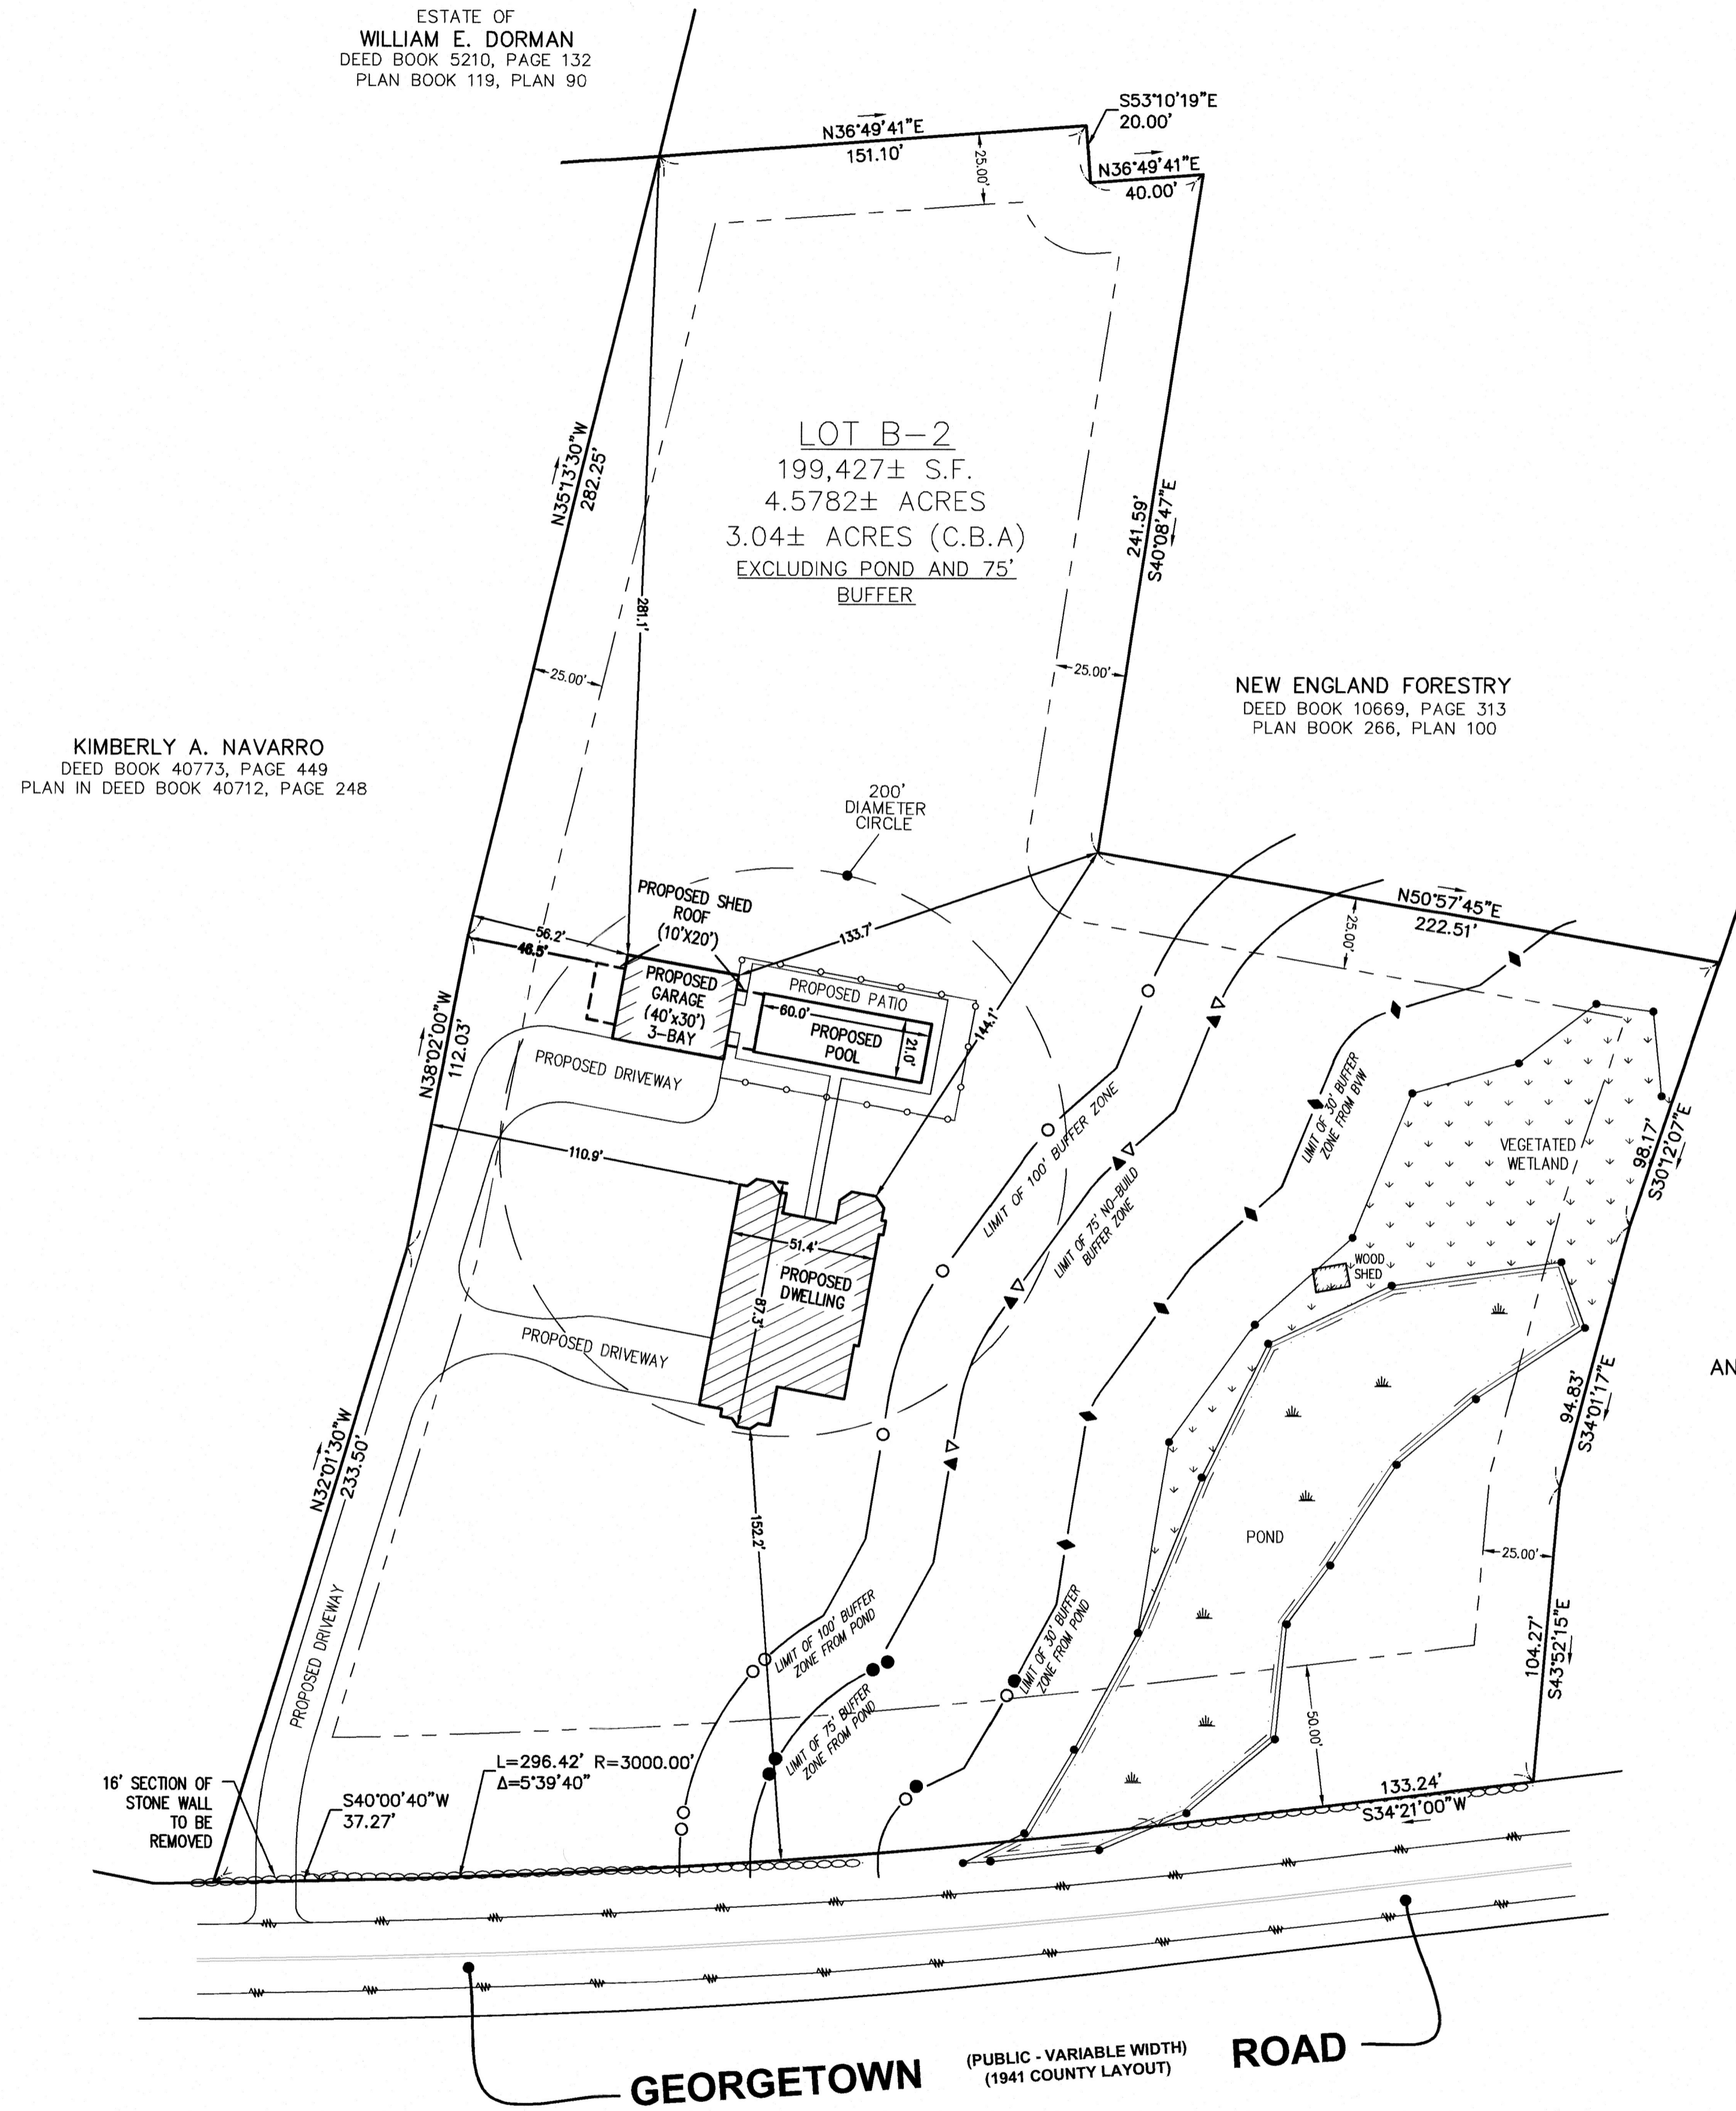 ESTATE OF
WILLIAM E. DORMAN
DEED BOOK 5210, PAGE 132
PLAN BOOK 119, PLAN 90
N36°49'41"E
151.10'
S53°10'19"E
20.00'
N36°49'41"E
40.00'
25.00'
LOT B-2
199,427± S.F.
4.5782± ACRES
3.04± ACRES (C.B.A)
EXCLUDING POND AND 75'
BUFFER
N35°13'30"W
282.25'
281.1'
241.59'
S40°08'47"E
25.00'
25.00'
NEW ENGLAND FORESTRY
DEED BOOK 10669, PAGE 313
PLAN BOOK 266, PLAN 100
KIMBERLY A. NAVARRO
DEED BOOK 40773, PAGE 449
PLAN IN DEED BOOK 40712, PAGE 248
200'
DIAMETER
CIRCLE
PROPOSED SHED
ROOF
(10'X20')
56.2'
46.5'
133.7'
N50°57'45"E
222.51'
25.00'
PROPOSED
GARAGE
(40'x30')
3-BAY
PROPOSED PATIO
60.0'
PROPOSED
POOL
21.0'
144.1'
N38°02'00"W
112.03'
PROPOSED DRIVEWAY
LIMIT OF 100' BUFFER ZONE
LIMIT OF 75' NO-BUILD
BUFFER ZONE
LIMIT OF 30' BUFFER
ZONE FROM BVW
VEGETATED
WETLAND
98.17'
S30°12'07"E
110.9'
51.4'
PROPOSED
DWELLING
87.3'
WOOD
SHED
PROPOSED DRIVEWAY
94.83'
S34°01'17"E
AN
N32°01'30"W
233.50'
152.2'
POND
25.00'
PROPOSED DRIVEWAY
LIMIT OF 100' BUFFER
ZONE FROM POND
LIMIT OF 30' BUFFER
ZONE FROM POND
104.27'
S43°52'15"E
LIMIT OF 75' BUFFER
ZONE FROM POND
50.00'
16' SECTION OF
STONE WALL
TO BE
REMOVED
S40°00'40"W
37.27'
L=296.42' R=3000.00'
Δ=5°39'40"
133.24'
S34°21'00"W
GEORGETOWN
(PUBLIC - VARIABLE WIDTH)
(1941 COUNTY LAYOUT)
ROAD